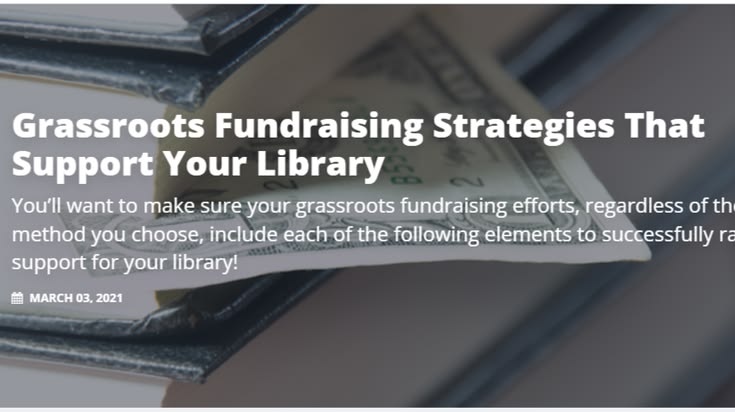 Grassroots Fundraising Strategies That
Support Your Library
You'll want to make sure your grassroots fundraising efforts, regardless of
method you choose, include each of the following elements to successfully
support for your library!
MARCH 03, 2021